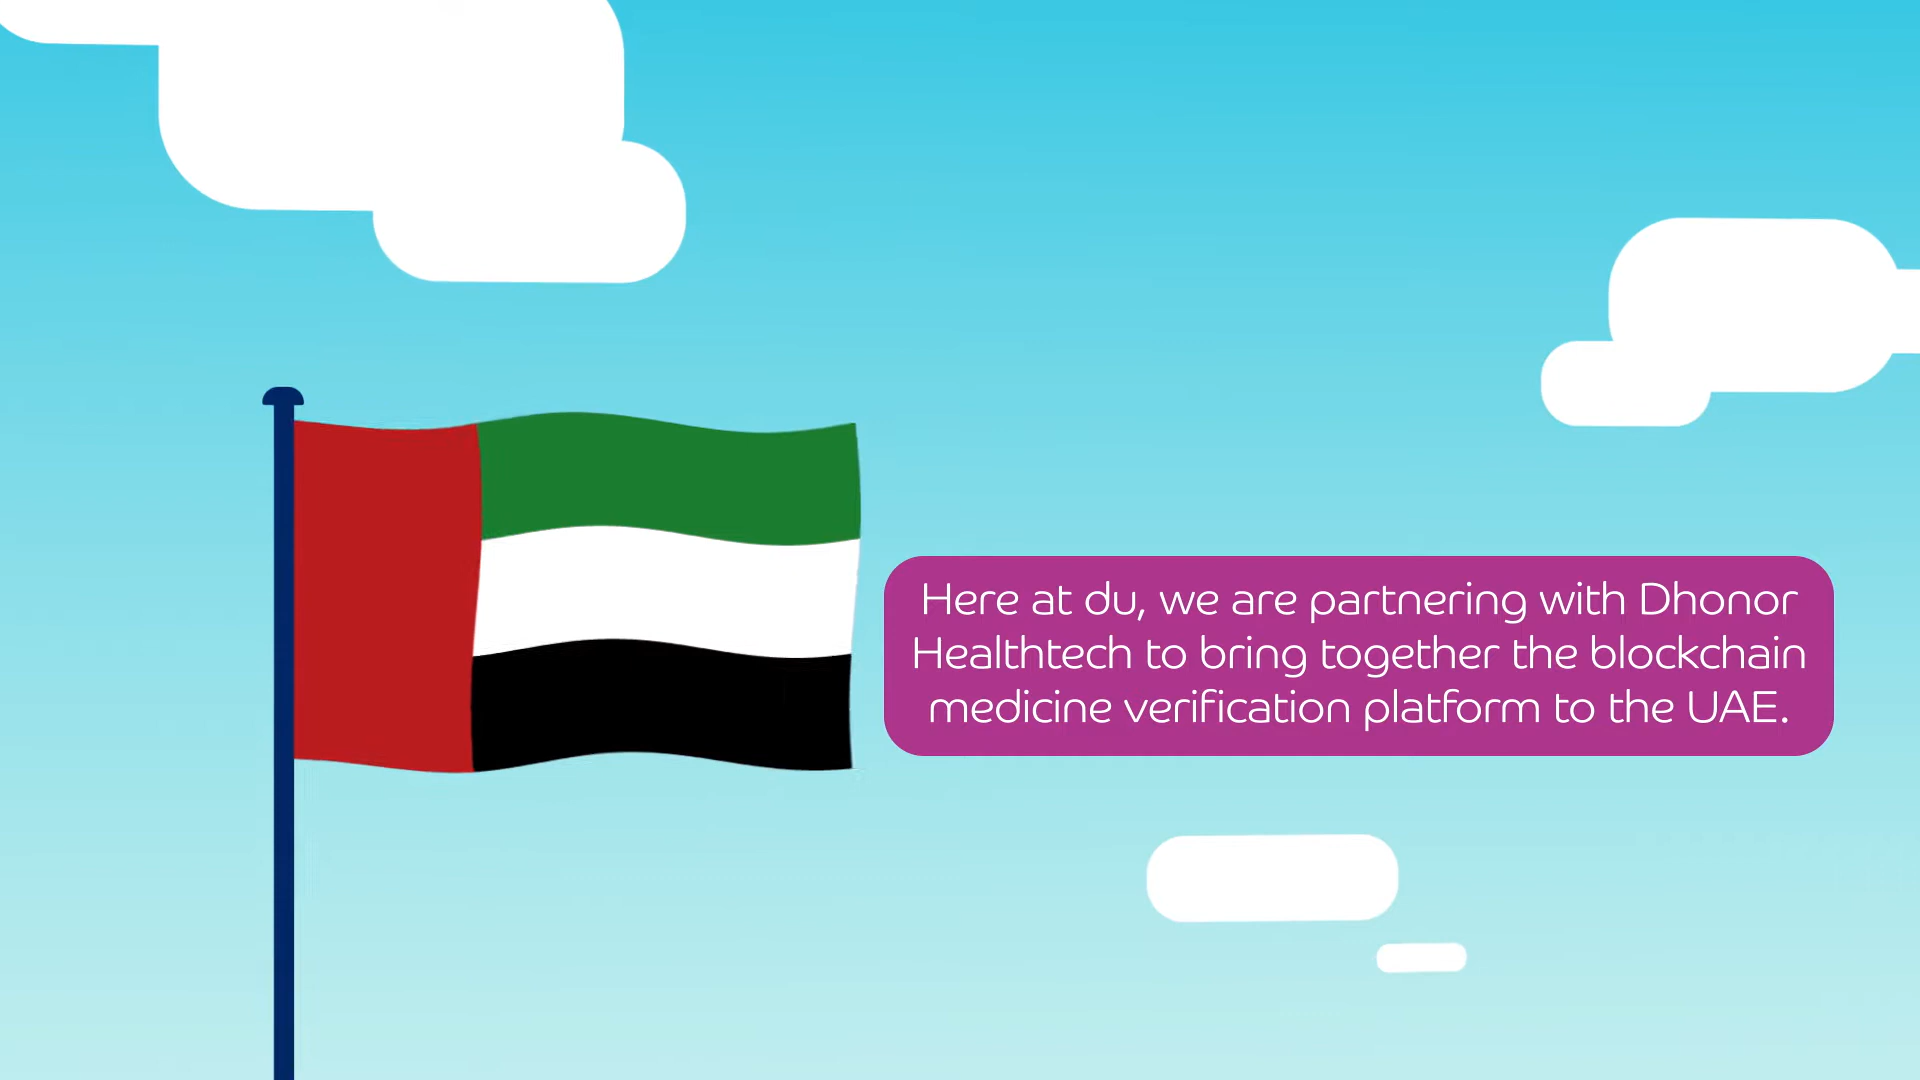 Here at du, we are partnering with Dhonor
Healthtech to bring together the blockchain
medicine verification platform to the UAE.